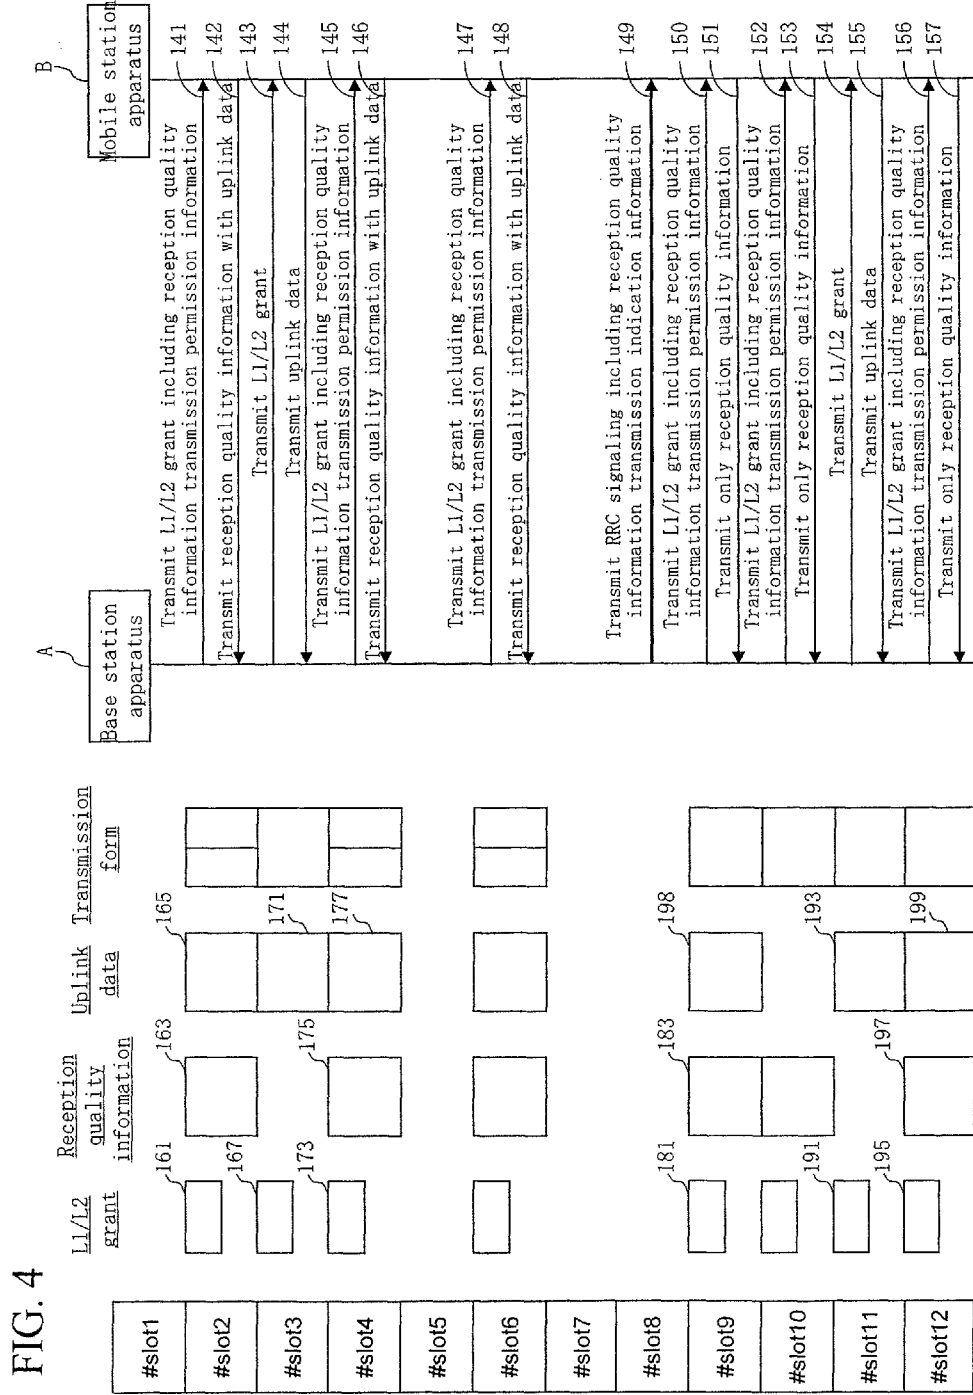 FIG. 4
#slot1
#slot2
#slot3
#slot4
#slot5
#slot6
#slot7
#slot8
#slot9
#slot10
#slot11
#slot12
L1/L2
grant
161
167
173
181
191
195
Reception
quality
information
163
175
183
197
Uplink
data
165
171
177
198
193
199
Transmission
form
A
Base station
apparatus
B
Mobile station
apparatus
Transmit L1/L2 grant including reception quality
information transmission permission information
141
Transmit reception quality information with uplink data
142
Transmit L1/L2 grant
143
Transmit uplink data
144
Transmit L1/L2 grant including reception quality
information transmission permission information
145
Transmit reception quality information with uplink data
146
Transmit L1/L2 grant including reception quality
information transmission permission information
147
Transmit reception quality information with uplink data
148
Transmit RRC signaling including reception quality
information transmission indication information
149
Transmit L1/L2 grant including reception quality
information transmission permission information
150
Transmit only reception quality information
151
Transmit L1/L2 grant including reception quality
information transmission permission information
152
Transmit only reception quality information
153
Transmit L1/L2 grant
154
Transmit uplink data
155
Transmit L1/L2 grant including reception quality
information transmission permission information
156
Transmit only quality information
157